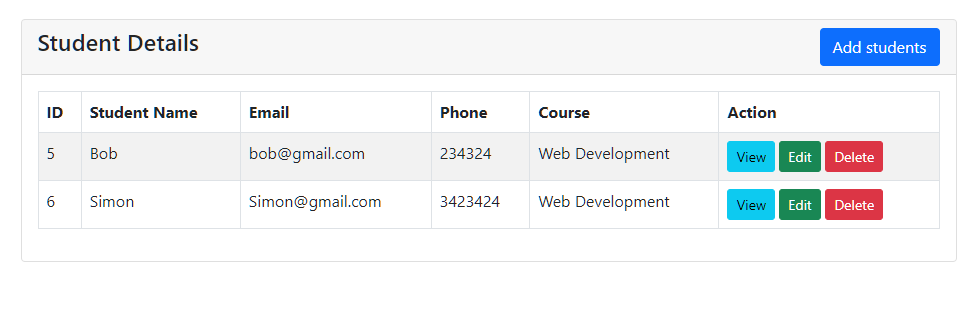 Student Details Add students
ID Student Name Email Phone Course Action
5 Bob bob@gmail.com 234324 Web Development View Edit Delete
6 Simon Simon@gmail.com 3423424 Web Development View Edit Delete